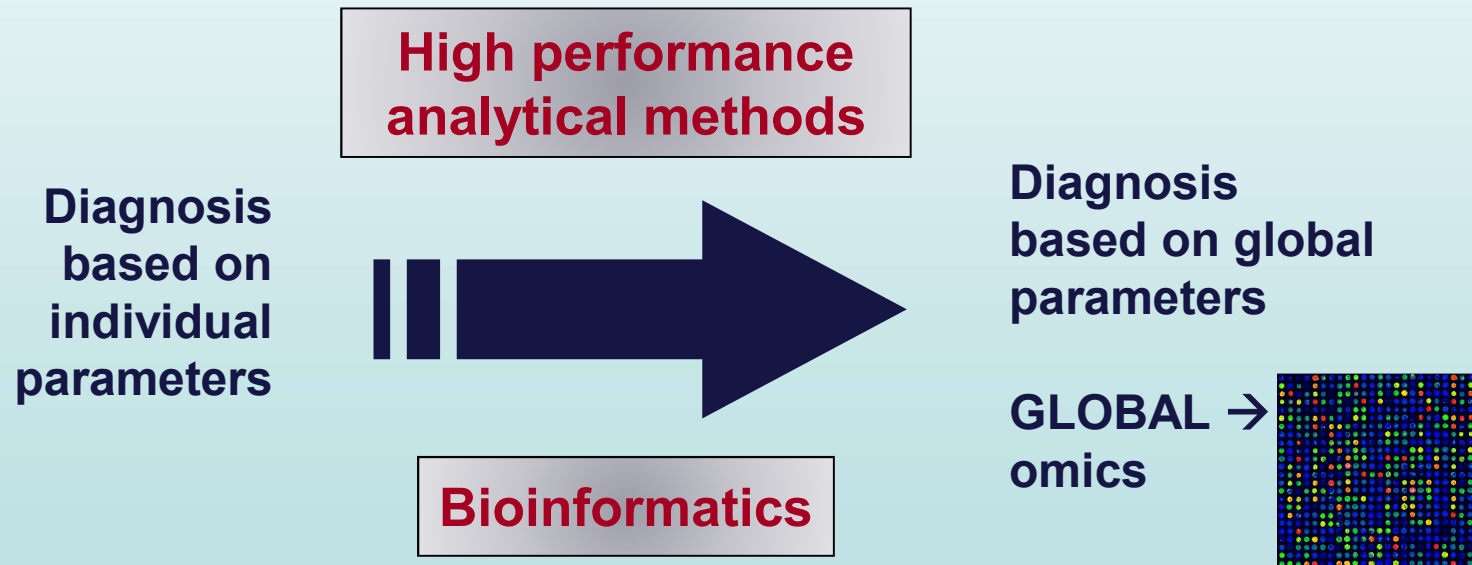 High performance
analytical methods
Diagnosis
based on
individual
parameters
Diagnosis
based on global
parameters
GLOBAL →
omics
Bioinformatics